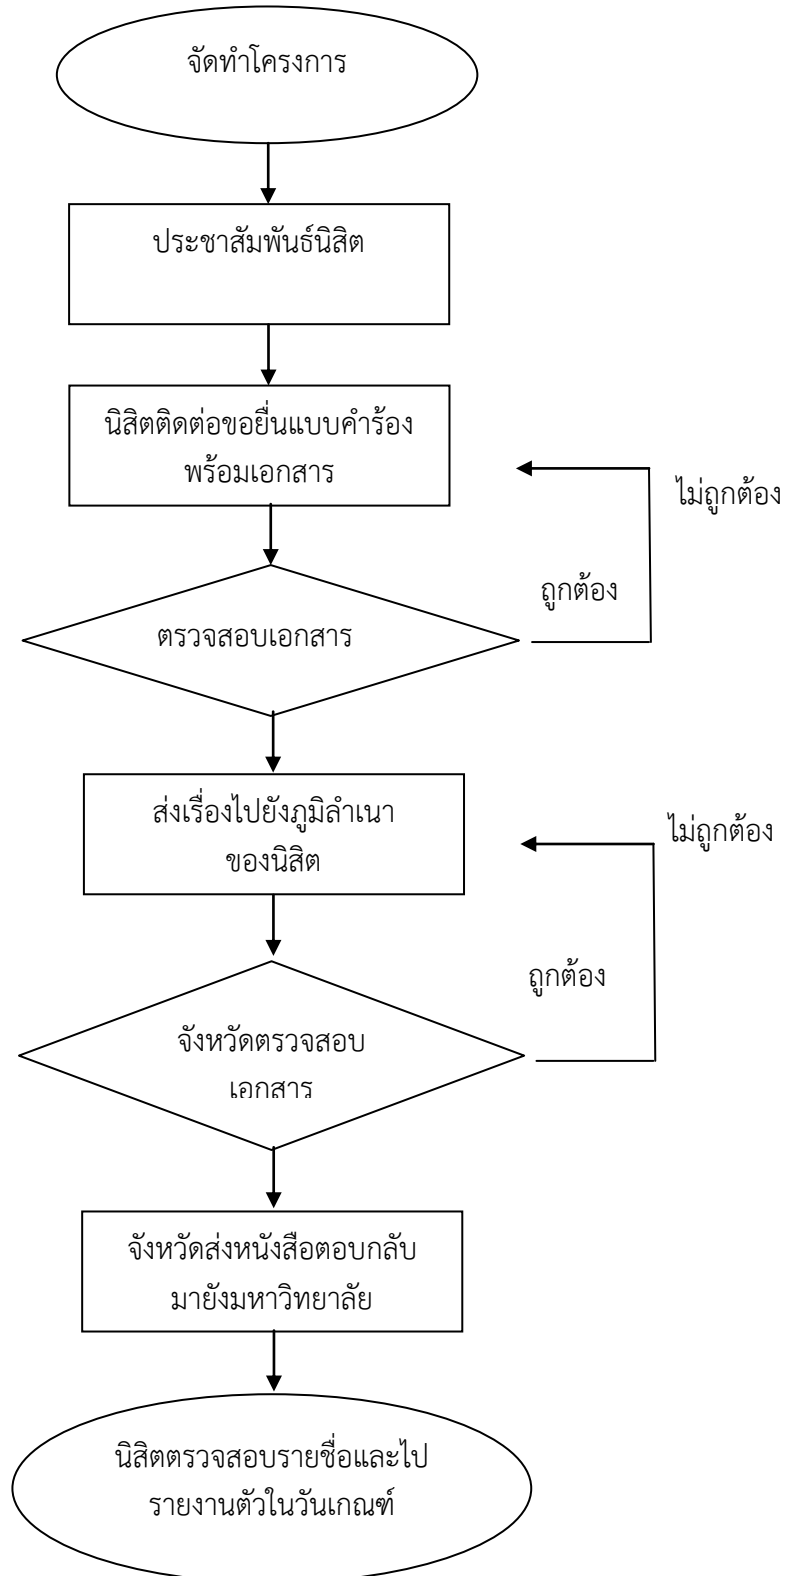 จัดทำโครงการ
ประชาสัมพันธ์นิสิต
นิสิตติดต่อขอยื่นแบบคำร้อง
พร้อมเอกสาร
ไม่ถูกต้อง
ถูกต้อง
ตรวจสอบเอกสาร
ส่งเรื่องไปยังภูมิลำเนา
ของนิสิต
ไม่ถูกต้อง
ถูกต้อง
จังหวัดตรวจสอบ
เอกสาร
จังหวัดส่งหนังสือตอบกลับ
มายังมหาวิทยาลัย
นิสิตตรวจสอบรายชื่อและไป
รายงานตัวในวันเกณฑ์